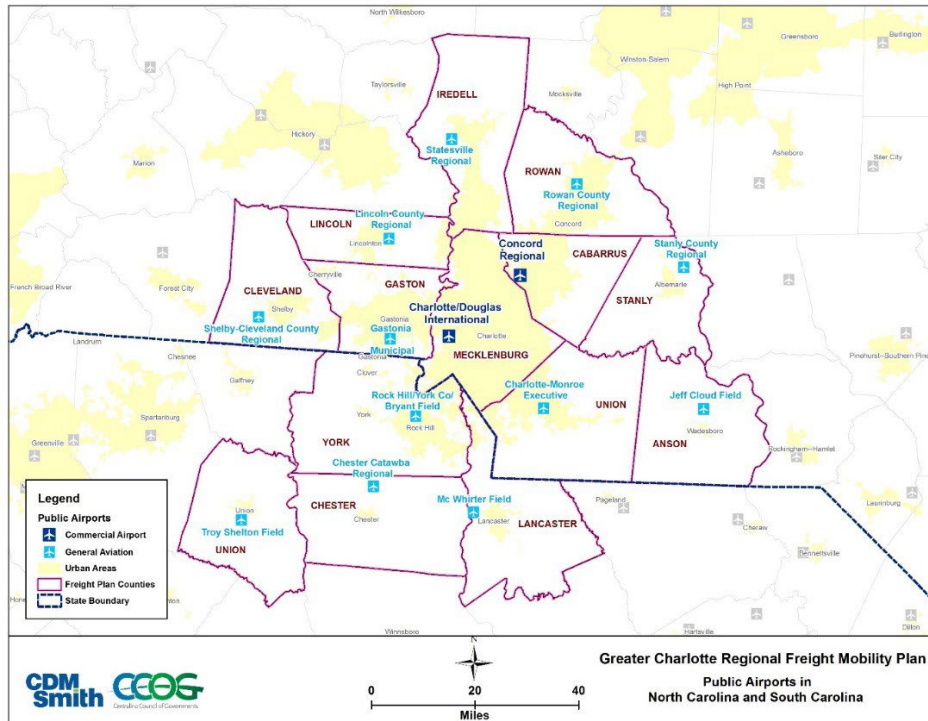 North Wilkesboro
Greensboro
Burlington
Winston-Salem
High Point
Taylorsville
Mocksville
IREDELL
Hickory
Statesville
Regional
Marion
Asheboro
Siler City
ROWAN
Rowan County
Regional
Concord
LINCOLN
Lincoln County
Regional
Lincolnton
Concord
Regional
CABARRUS
Stanly County
Regional
Albemarle
STANLY
Cherryville
GASTON
CLEVELAND
Shelby
Forest City
French Broad River
Charlotte/Douglas
International
Charlotte
Gastonia
Gastonia
Municipal
Shelby-Cleveland County
Regional
MECKLENBURG
Landrum
Chesnee
Gastonia
Clover
Gaffney
Pinehurst--Southern Pine
Charlotte-Monroe
Executive
UNION
Jeff Cloud Field
Wadesboro
ANSON
Rock Hill/York Co/
Bryant Field
York
Rock Hill
YORK
Spartanburg
Greenville
Rockingham--Hamlet
Chester Catawba
Regional
CHESTER
Chester
Mc Whirter Field
Lancaster
LANCASTER
Pageland
Cheraw
Laurinburg
Bennettsville
Union
Troy Shelton Field
UNION
Winnsboro
Hartsville
Dillon
Legend
Public Airports
Commercial Airport
General Aviation
Urban Areas
Freight Plan Counties
State Boundary
CDM
Smith
CCOG
Centralina Council of Governments
N
0 20 40
Miles
Greater Charlotte Regional Freight Mobility Plan
Public Airports in
North Carolina and South Carolina